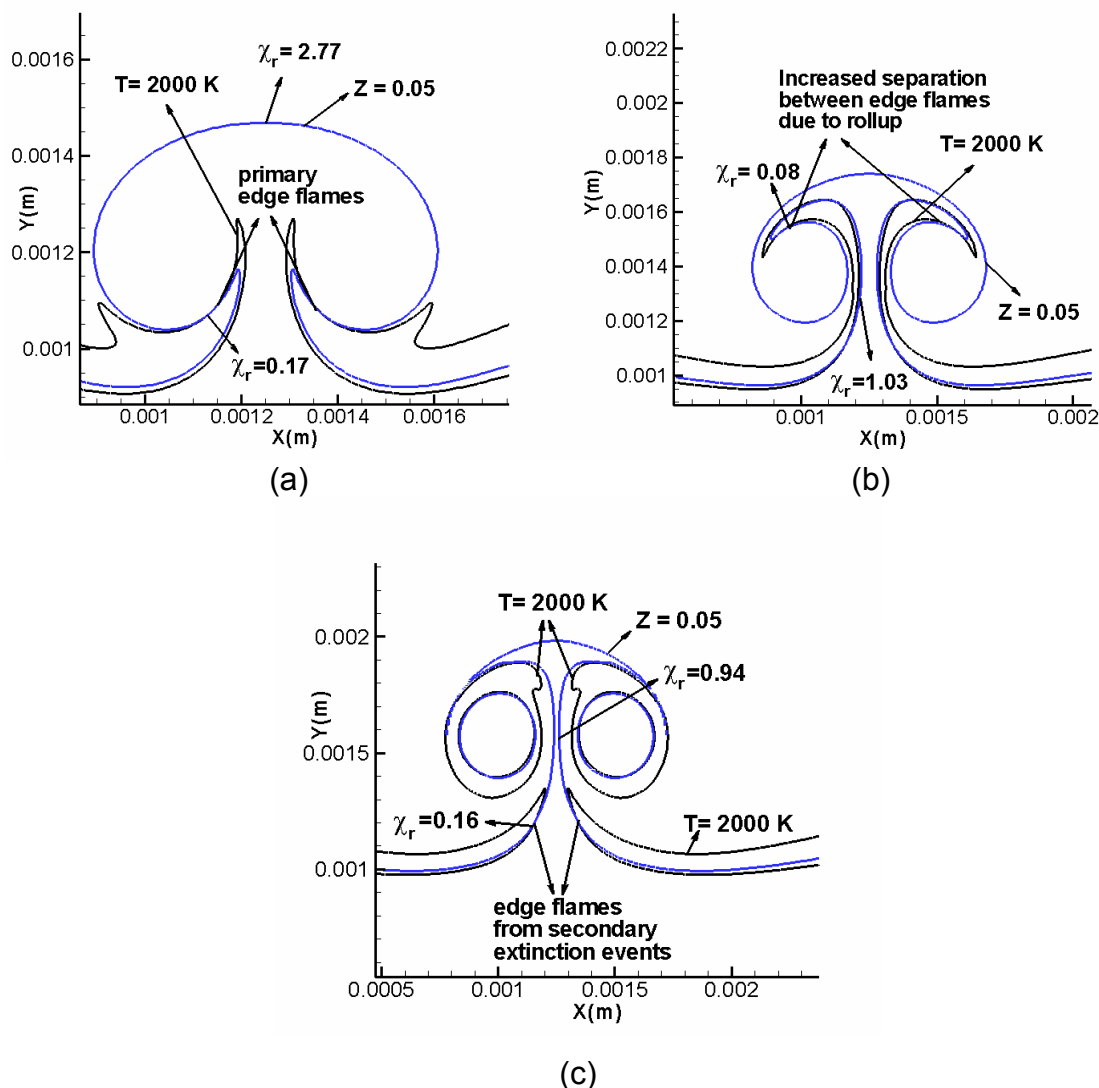 0.0016
0.0014
0.0012
0.001
Y(m)
0.001
0.0012
0.0014
0.0016
X(m)
χr = 2.77
T= 2000 K
Z = 0.05
primary
edge flames
χr=0.17
(a)
0.0022
0.002
0.0018
0.0016
0.0014
0.0012
0.001
Y(m)
0.001
0.0015
0.002
X(m)
Increased separation
between edge flames
due to rollup
T= 2000 K
χr=0.08
Z = 0.05
χr=1.03
(b)
0.002
0.0015
0.001
Y(m)
0.0005
0.001
0.0015
0.002
X(m)
T= 2000 K
Z = 0.05
χr=0.94
χr=0.16
T= 2000 K
edge flames
from secondary
extinction events
(c)